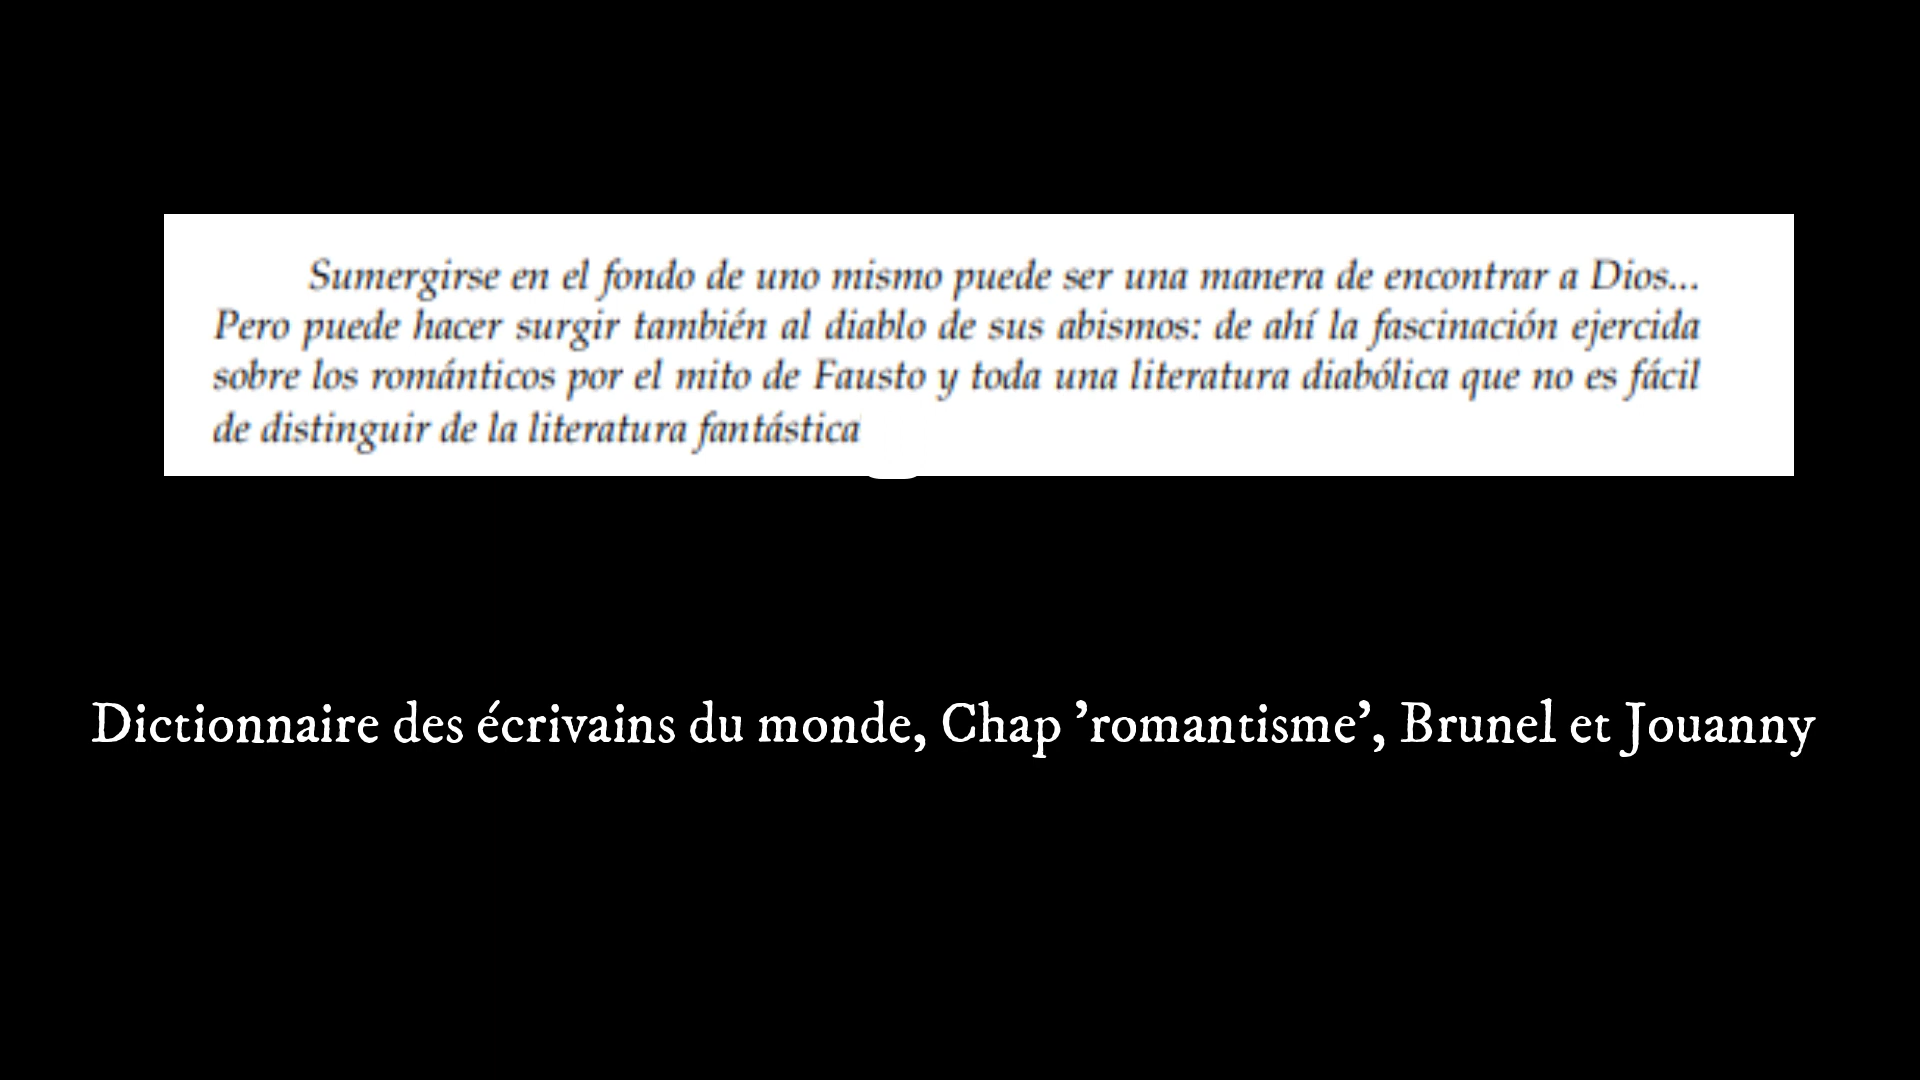 Sumergirse en el fondo de uno mismo puede ser una manera de encontrar a Dios...
Pero puede hacer surgir también al diablo de sus abismos: de ahí la fascinación ejercida
sobre los románticos por el mito de Fausto y toda una literatura diabólica que no es fácil
de distinguir de la literatura fantástica
Dictionnaire des écrivains du monde, Chap ’romantisme’, Brunel et Jouanny